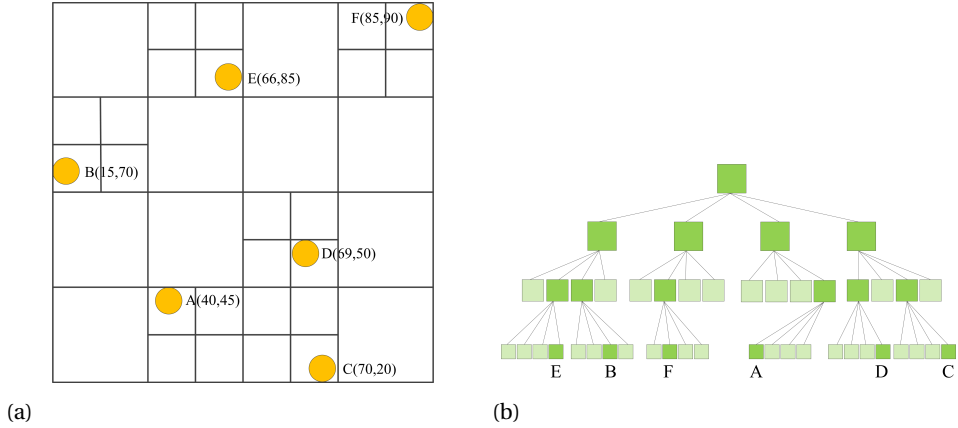 F(85,90)
E(66,85)
B(15,70)
D(69,50)
A(40,45)
C(70,20)
(a)
E B F A D C
(b)